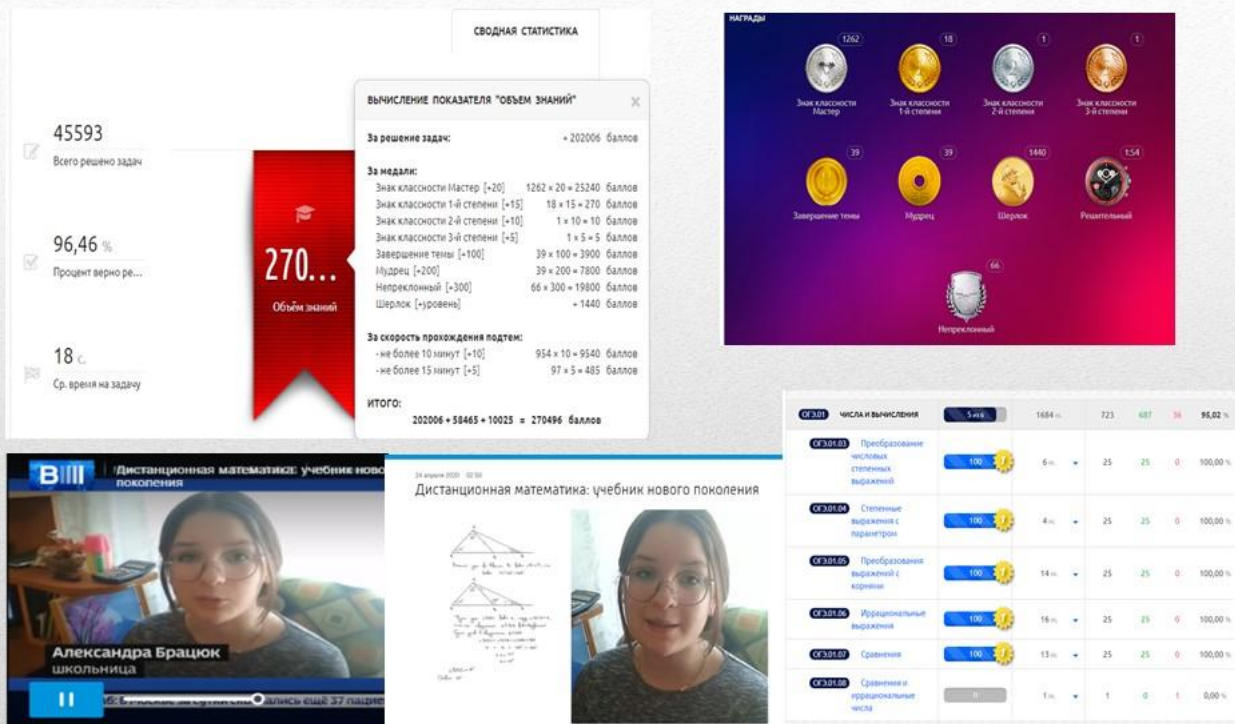 СВОДНАЯ СТАТИСТИКА
45593
Всего решено задач
96,46 %
Процент верно ре...
18 с.
Ср. время на задачу
270...
Объём знаний
ВЫЧИСЛЕНИЕ ПОКАЗАТЕЛЯ "ОБЪЕМ ЗНАНИЙ"
За решение задач: + 202006 баллов
За медали:
Знак классности Мастер [+20] 1262 x 20 = 25240 баллов
Знак классности 1-й степени [+15] 18 x 15 = 270 баллов
Знак классности 2-й степени [+10] 1 x 10 = 10 баллов
Знак классности 3-й степени [+5] 1 x 5 = 5 баллов
Завершение темы [+100] 39 x 100 = 3900 баллов
Мудрец [+200] 39 x 200 = 7800 баллов
Непреклонный [+300] 66 x 300 = 19800 баллов
Шерлок [+уровень] + 1440 баллов
За скорость прохождения подтем:
- не более 10 минут [+10] 954 x 10 = 9540 баллов
- не более 15 минут [+5] 97 x 5 = 485 баллов
ИТОГО:
202006 + 58465 + 10025 = 270496 баллов
НАГРАДЫ
1262 18 1 1
Знак классности Мастер
Знак классности 1-й степени
Знак классности 2-й степени
Знак классности 3-й степени
39 39 1440 1:54
Завершение темы Мудрец Шерлок Решительный
66
Непреклонный
Дистанционная математика: учебник ново
поколения
Александра Брацюк
школьница
24 апреля 2020
Дистанционная математика: учебник нового поколения
ОГЭ.01 ЧИСЛА И ВЫЧИСЛЕНИЯ 5 из 6 1684 723 687 36 95,02 %
ОГЭ.01.03 Преобразование числовых степенных выражений 100 6 25 25 0 100,00 %
ОГЭ.01.04 Степенные выражения с параметром 100 4 25 25 0 100,00 %
ОГЭ.01.05 Преобразования выражений с корнями 100 14 25 25 0 100,00 %
ОГЭ.01.06 Иррациональные выражения 100 16 25 25 0 100,00 %
ОГЭ.01.07 Сравнения 100 13 25 25 0 100,00 %
ОГЭ.01.08 Сравнения и иррациональные числа 0 1 1 0 1 0,00 %